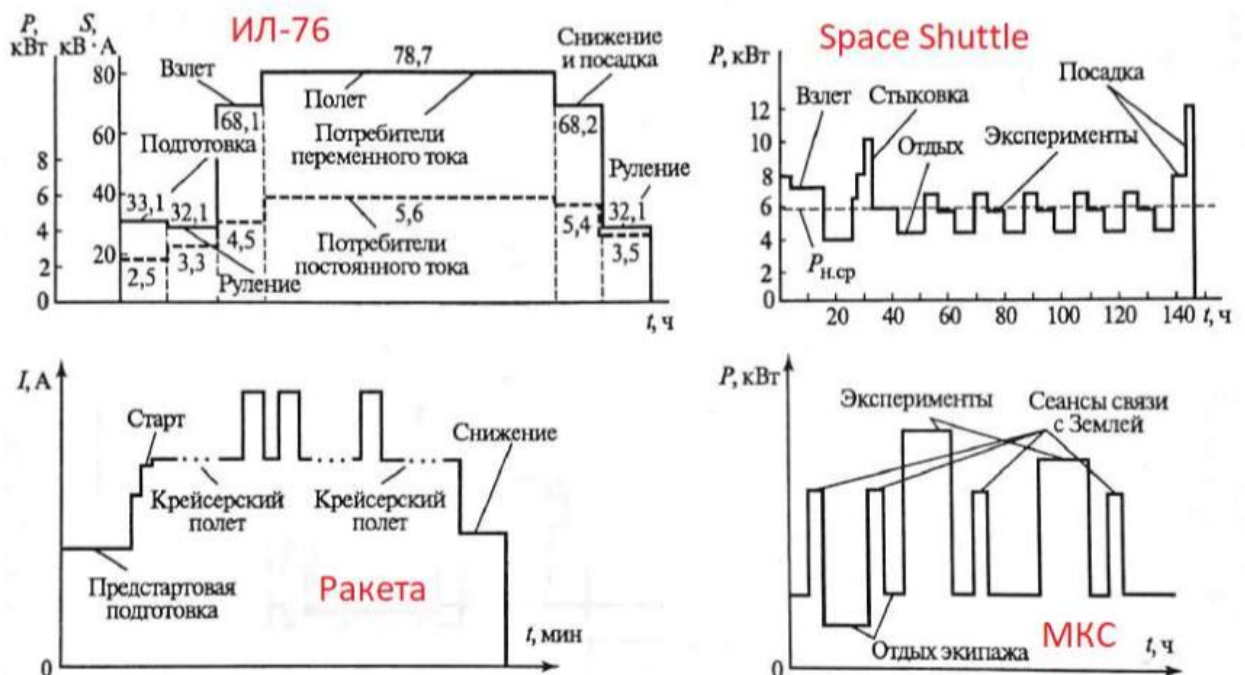 ИЛ-76
P,
кВт
S,
кВ · А
80
60
40
20
8
6
4
2
0
Взлет
78,7
Снижение
и посадка
Полет
68,1
68,2
Потребители
переменного тока
Подготовка
Руление
33,1
32,1
32,1
5,6
4,5
5,4
Потребители
постоянного тока
2,5
3,3
3,5
Руление
t, ч
Space Shuttle
P, кВт
12
10
8
6
4
2
0
Взлет
Стыковка
Посадка
Отдых
Эксперименты
Pн.ср
20
40
60
80
100
120
140
t, ч
I, А
Старт
Снижение
Крейсерский
полет
Крейсерский
полет
Предстартовая
подготовка
Ракета
t, мин
0
P, кВт
Эксперименты
Сеансы связи
с Землей
Отдых экипажа
МКС
t, ч
0